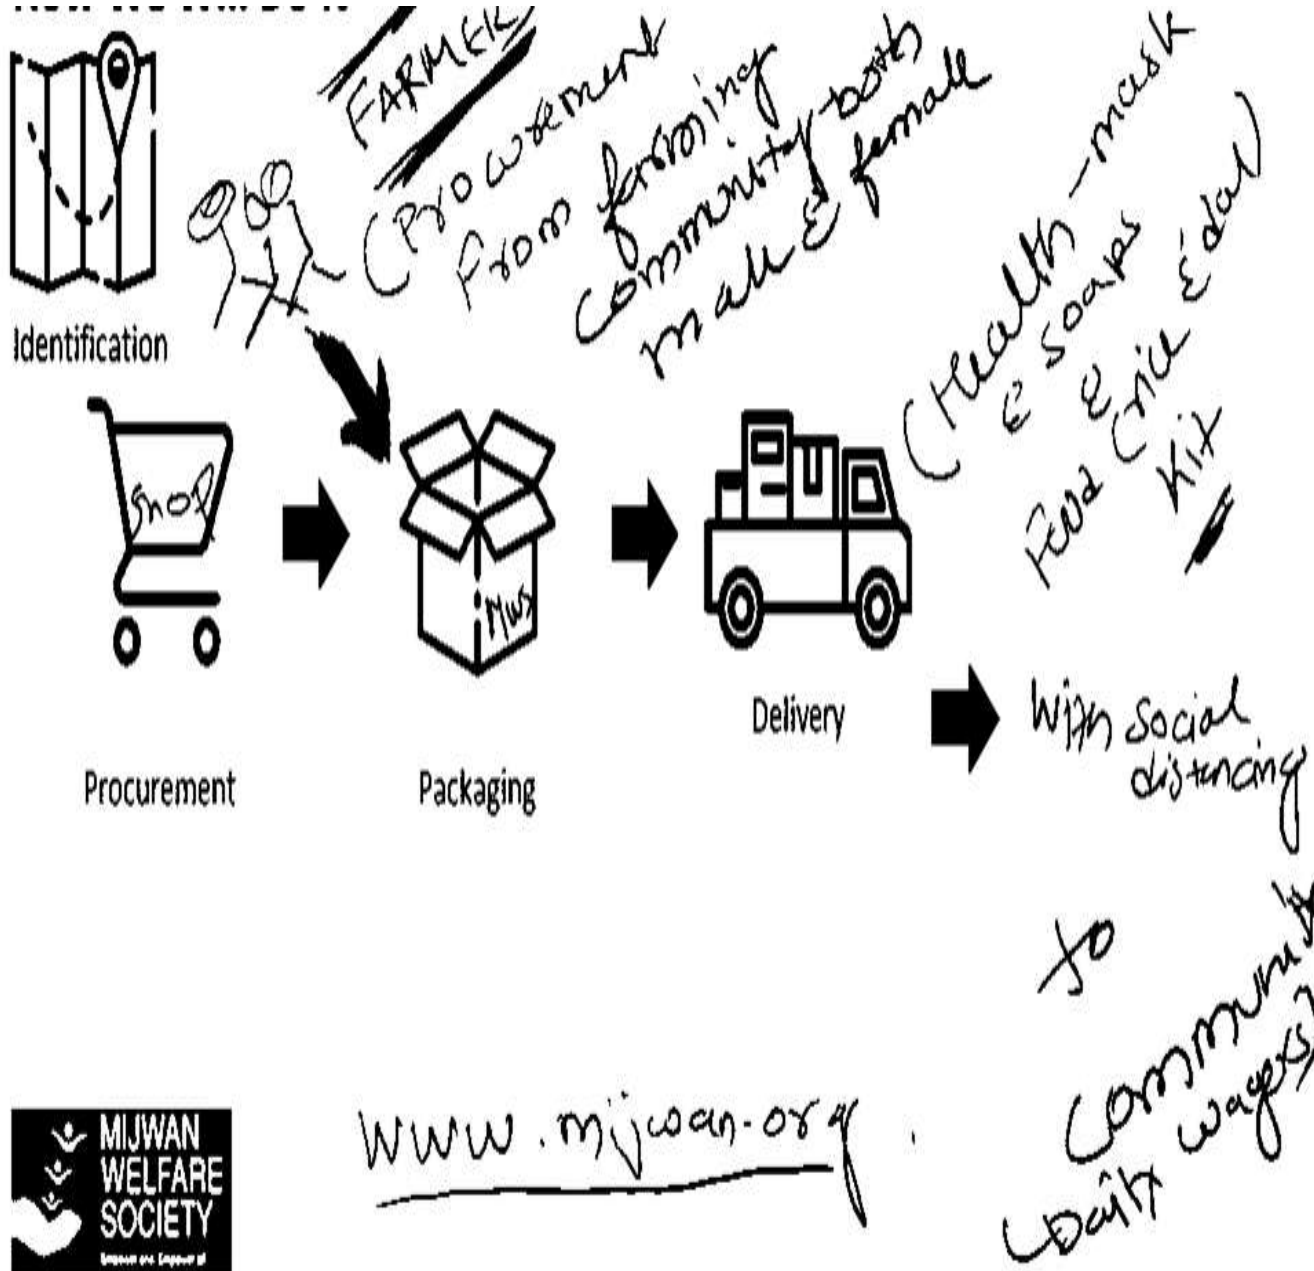 FARMER
(Procurement
From farming
community both
male & female
(Health - mask
& soaps
&
Food (rice & dal)
Kit
Identification
SHOP
MWS
Delivery
With social
distancing
Procurement
Packaging
to
Community
(Daily wagers)
www.mijwan.org.
MIJWAN
WELFARE
SOCIETY